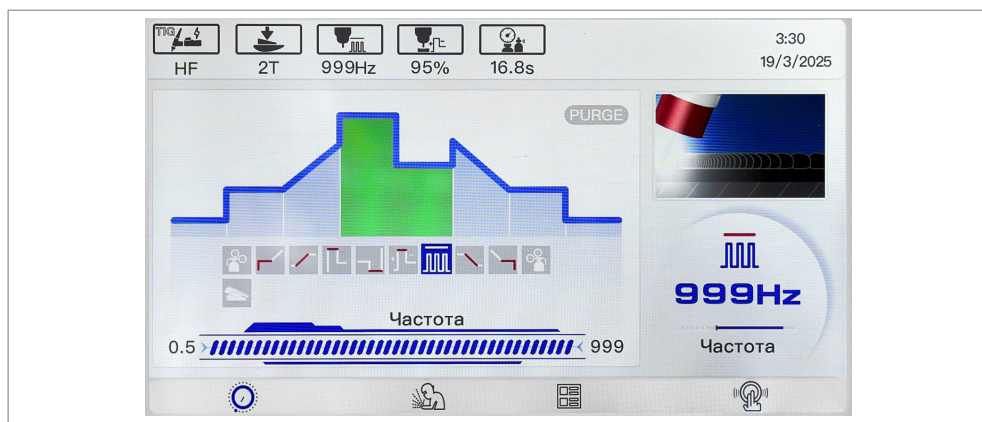 TIG
HF
2T
999Hz
95%
16.8s
3:30
19/3/2025
PURGE
Частота
0.5
999
999Hz
Частота